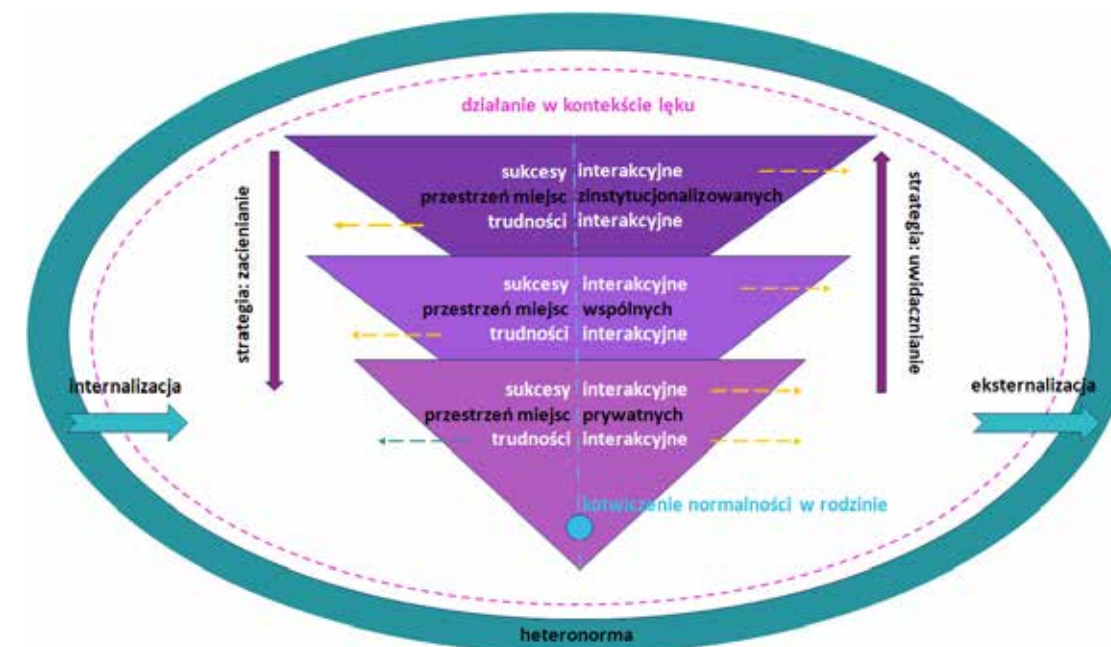 działanie w kontekście lęku
sukcesy interakcyjne
przestrzeń miejsc zinstytucjonalizowanych
trudności interakcyjne
strategia: zacienianie
strategia: uwidacznianie
sukcesy interakcyjne
przestrzeń miejsc wspólnych
trudności interakcyjne
internalizacja
eksternalizacja
sukcesy interakcyjne
przestrzeń miejsc prywatnych
trudności interakcyjne
kotwiczenie normalności w rodzinie
heteronorma